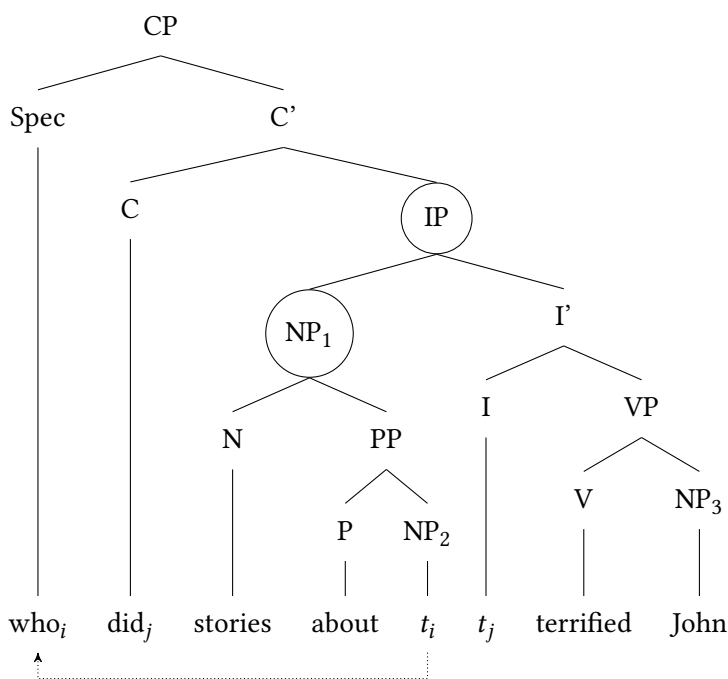 CP
Spec C'
C IP
NP₁ I'
N PP I VP
P NP₂ V NP₃
whoᵢ didⱼ stories about tᵢ tⱼ terrified John